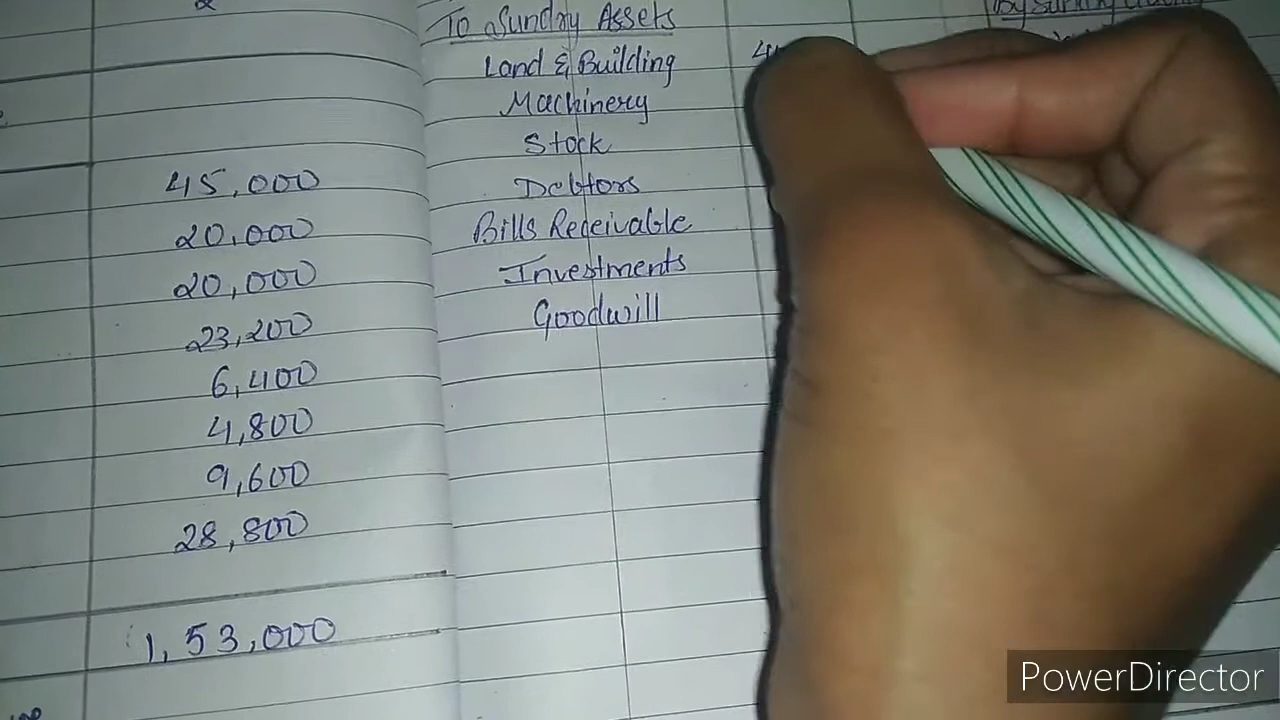 To Sundry Assets
Land & Building
Machinery
Stock
45,000 Debtors
20,000 Bills Receivable
20,000 Investments
23,200 Goodwill
6,400
4,800
9,600
28,800
1,53,000
PowerDirector